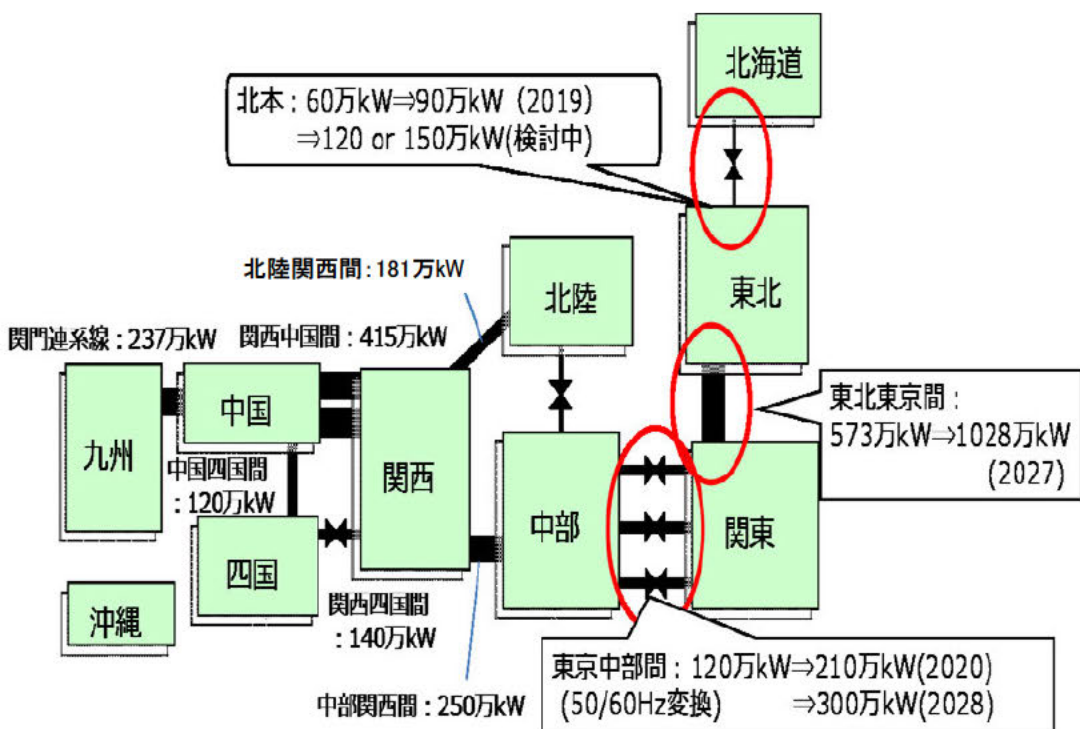 北海道
北本：60万kW⇒90万kW（2019）
⇒120 or 150万kW(検討中)
東北
北陸関西間：181万kW
北陸
関門連系線：237万kW
関西中国間：415万kW
東北東京間：
573万kW⇒1028万kW
(2027)
中国
九州
関西
中国四国間
：120万kW
中部
関東
四国
沖縄
関西四国間
：140万kW
東京中部間：120万kW⇒210万kW(2020)
(50/60Hz変換)　⇒300万kW(2028)
中部関西間：250万kW